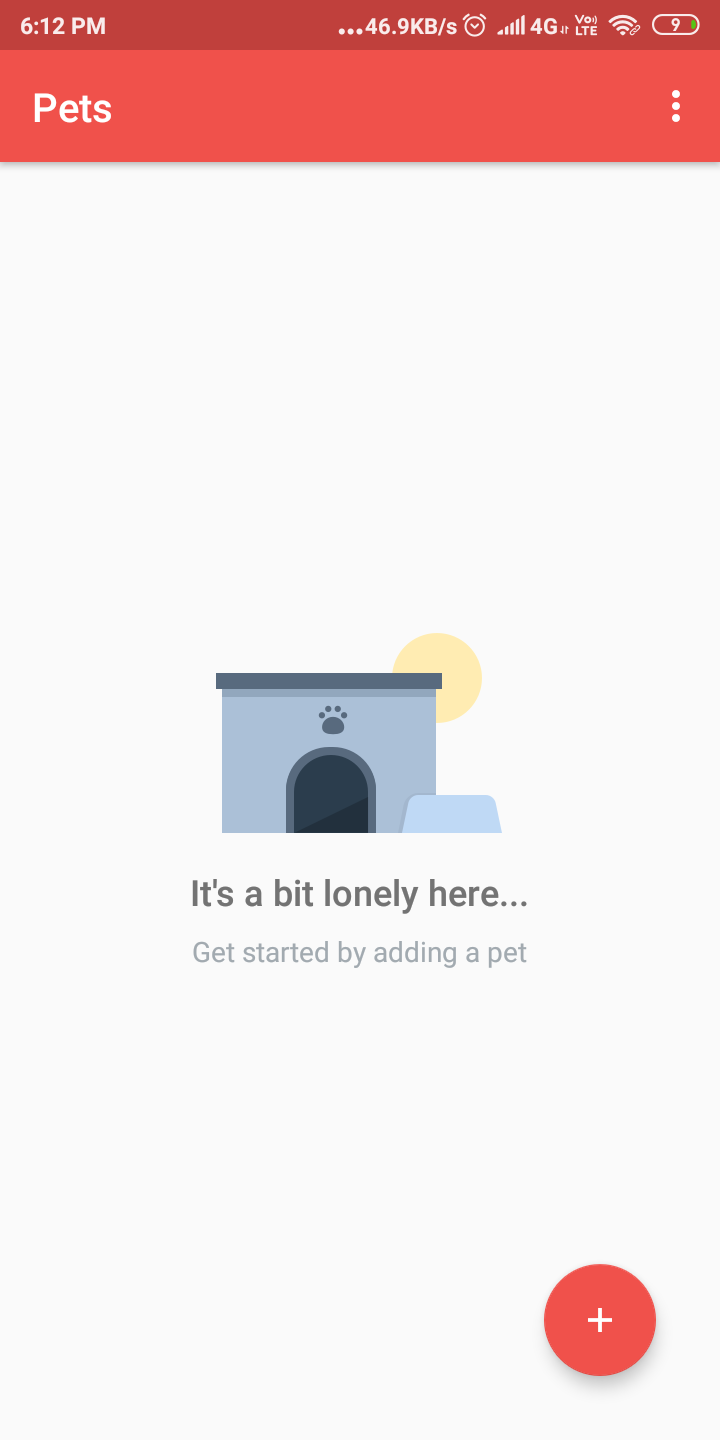 6:12 PM ...46.9KB/s 4G Vo) LTE 9
Pets
It's a bit lonely here...
Get started by adding a pet
+